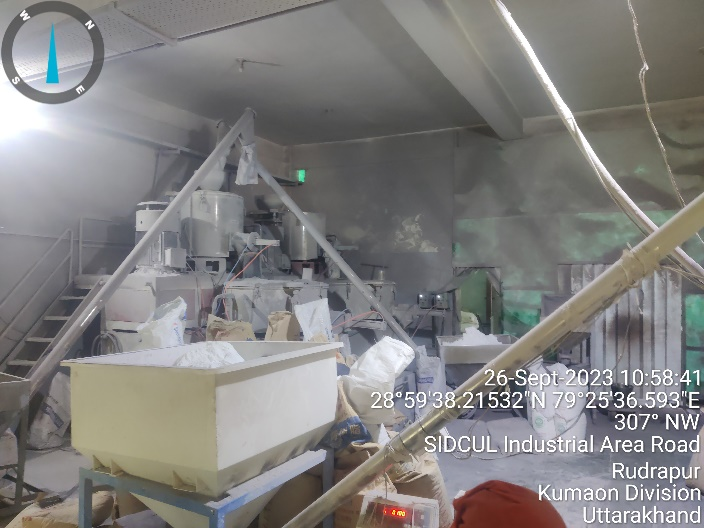 N
E
S
W
26-Sept-2023 10:58:41
28°59'38.21532"N 79°25'36.593"E
307° NW
SIDCUL Industrial Area Road
Rudrapur
Kumaon Division
Uttarakhand